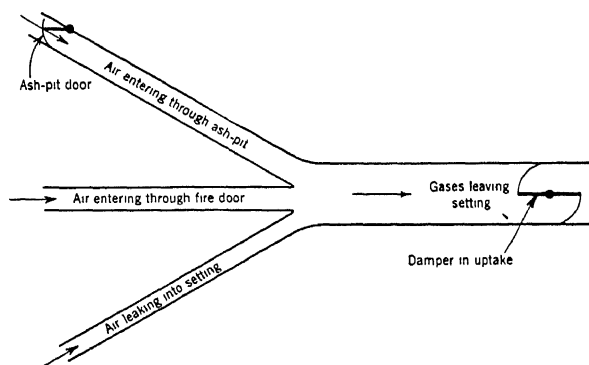 Ash-pit door
Air entering through ash-pit
Air entering through fire door
Air leaking into setting
Gases leaving
setting
Damper in uptake